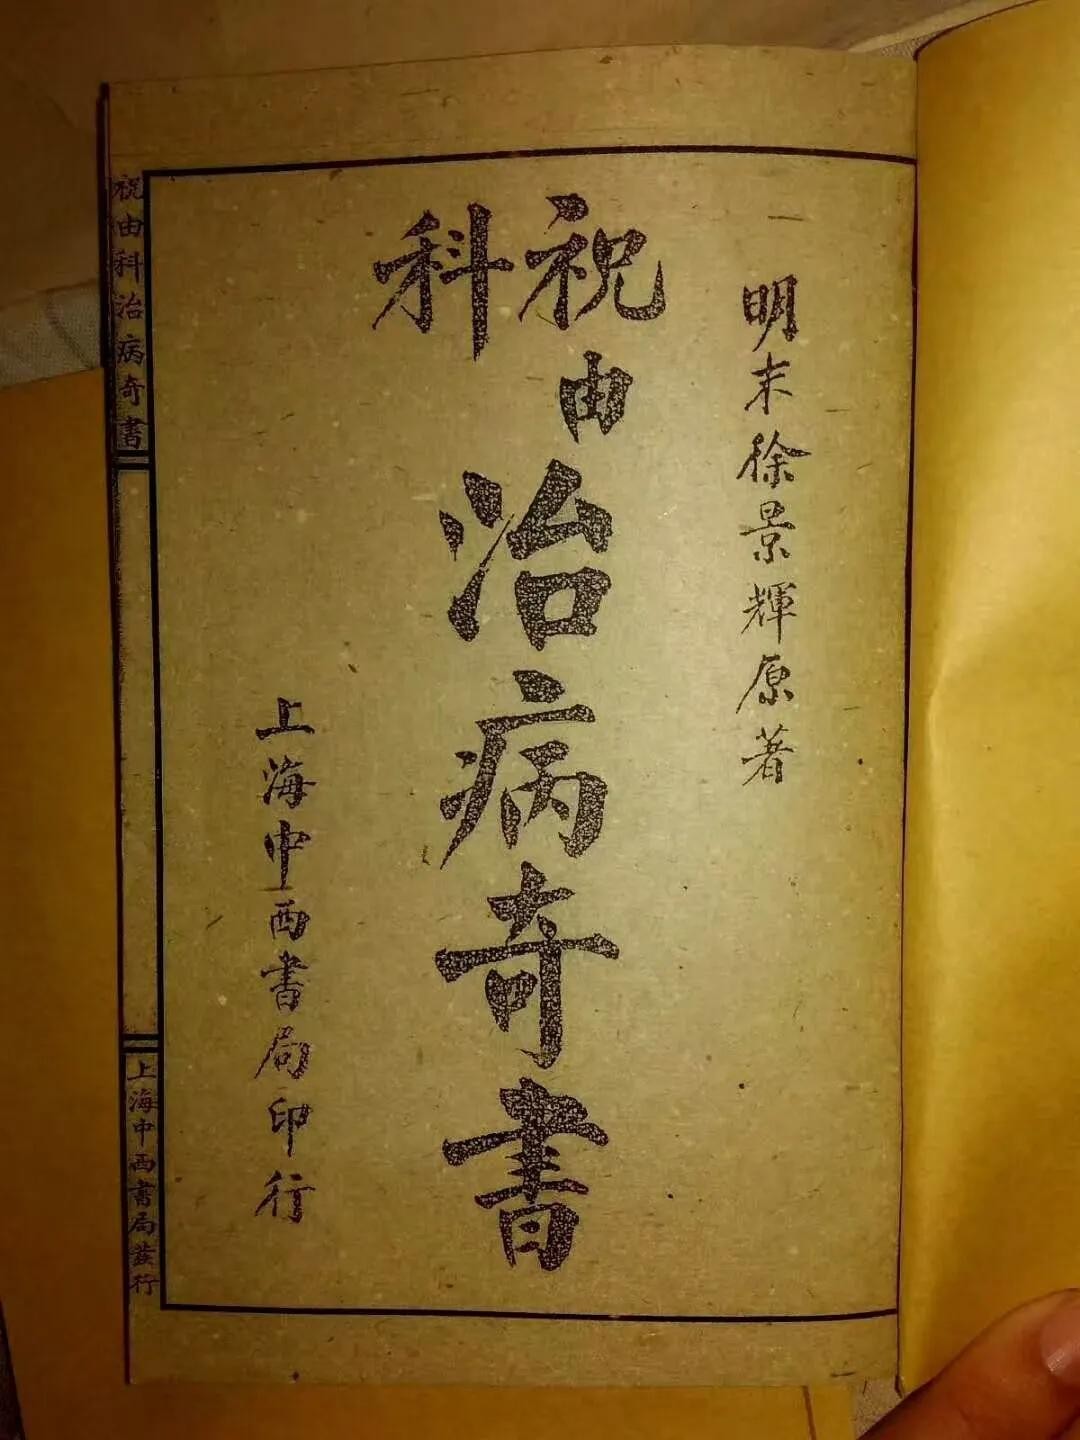 明末徐景輝原著
祝由科
治病奇書
上海中西書局印行
祝由科治病奇書
上海中西書局發行